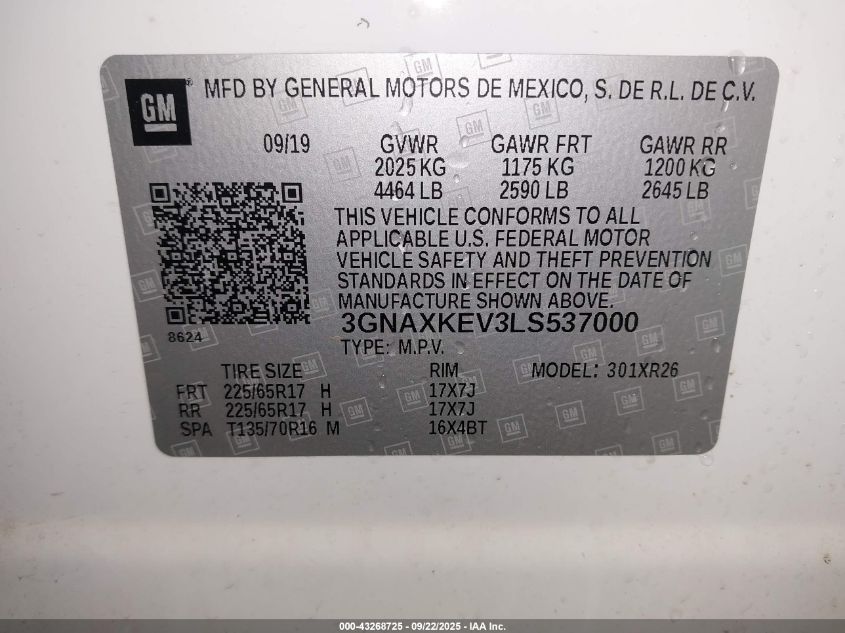 GM ® MFD BY GENERAL MOTORS DE MEXICO, S. DE R.L. DE C.V.
09/19 GVWR GAWR FRT GAWR RR
2025 KG 1175 KG 1200 KG
4464 LB 2590 LB 2645 LB
THIS VEHICLE CONFORMS TO ALL
APPLICABLE U.S. FEDERAL MOTOR
VEHICLE SAFETY AND THEFT PREVENTION
STANDARDS IN EFFECT ON THE DATE OF
MANUFACTURE SHOWN ABOVE.
3GNAXKEV3LS537000
8624
TYPE: M.P.V.
TIRE SIZE RIM MODEL: 301XR26
FRT 225/65R17 H 17X7J
RR 225/65R17 H 17X7J
SPA T135/70R16 M 16X4BT
000-43268725 - 09/22/2025 - IAA Inc.